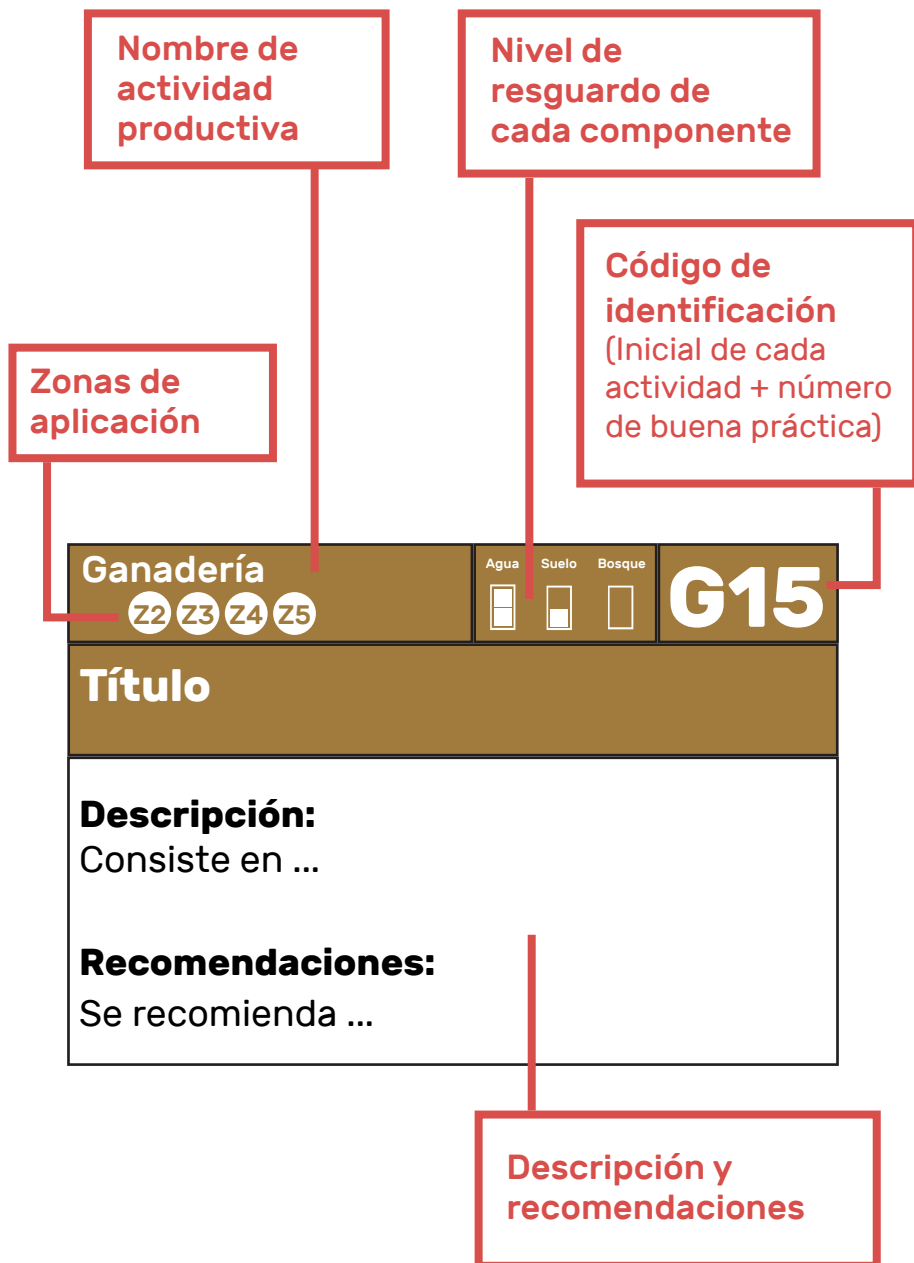 Nombre de
actividad
productiva
Nivel de
resguardo de
cada componente
Código de
identificación
(Inicial de cada
actividad + número
de buena práctica)
Zonas de
aplicación
Ganadería
Z2 Z3 Z4 Z5
Agua Suelo Bosque
G15
Título
Descripción:
Consiste en ...
Recomendaciones:
Se recomienda ...
Descripción y
recomendaciones